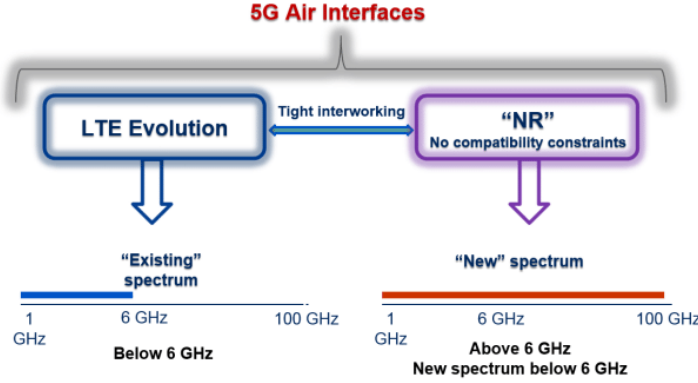 5G Air Interfaces
LTE Evolution
Tight interworking
“NR”
No compatibility constraints
“Existing”
spectrum
“New” spectrum
1
GHz
6 GHz
100 GHz
1
GHz
6 GHz
100 GHz
Below 6 GHz
Above 6 GHz
New spectrum below 6 GHz